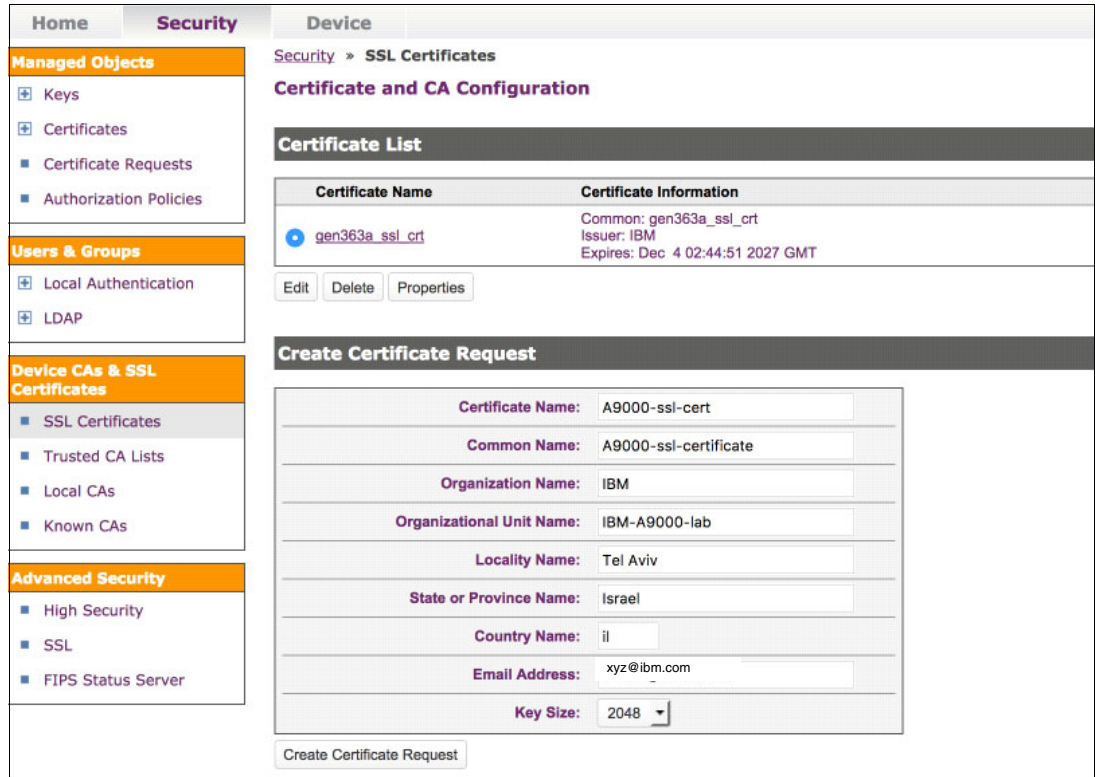 Home Security Device
Managed Objects
Keys
Certificates
Certificate Requests
Authorization Policies
Users & Groups
Local Authentication
LDAP
Device CAs & SSL
Certificates
SSL Certificates
Trusted CA Lists
Local CAs
Known CAs
Advanced Security
High Security
SSL
FIPS Status Server
Security » SSL Certificates
Certificate and CA Configuration
Certificate List
Certificate Name Certificate Information
gen363a_ssl_crt
Common: gen363a_ssl_crt
Issuer: IBM
Expires: Dec 4 02:44:51 2027 GMT
Edit Delete Properties
Create Certificate Request
Certificate Name: A9000-ssl-cert
Common Name: A9000-ssl-certificate
Organization Name: IBM
Organizational Unit Name: IBM-A9000-lab
Locality Name: Tel Aviv
State or Province Name: Israel
Country Name: il
Email Address: xyz@ibm.com
Key Size: 2048
Create Certificate Request